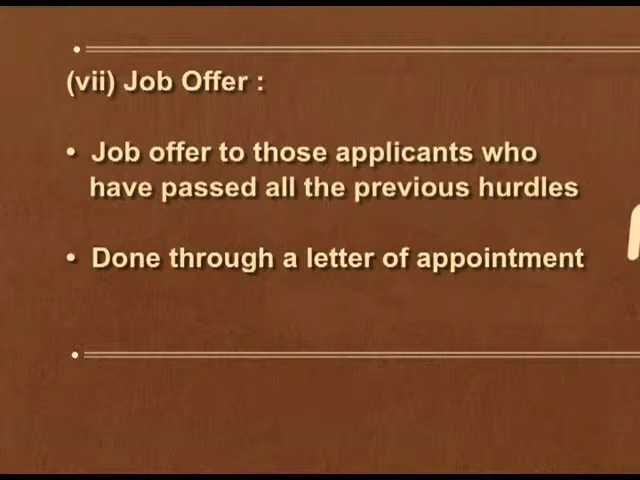 (vii) Job Offer :
• Job offer to those applicants who
have passed all the previous hurdles
• Done through a letter of appointment